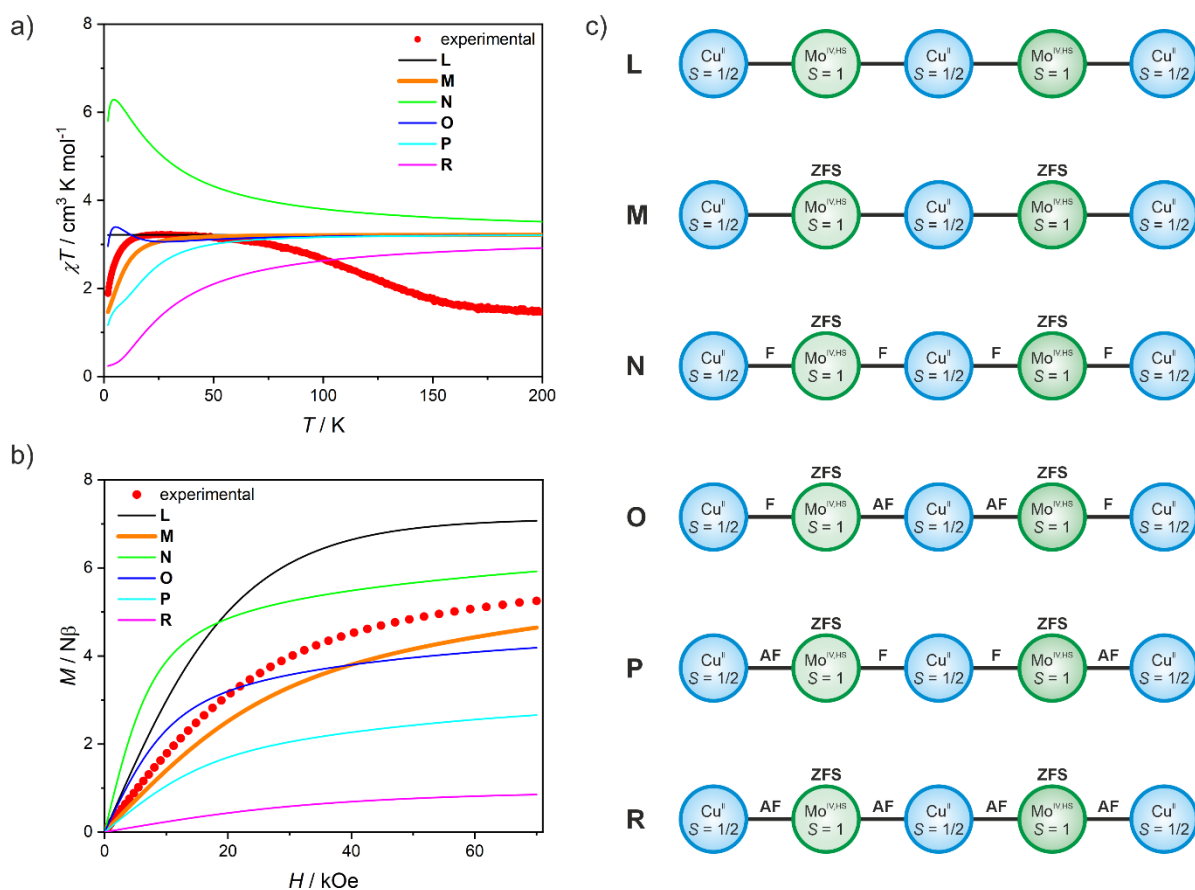 a)
8
6
4
2
0
χT / cm³ K mol⁻¹
0 50 100 150 200
T / K
experimental
L
M
N
O
P
R
b)
8
6
4
2
0
M / Nβ
0 20 40 60
H / kOe
experimental
L
M
N
O
P
R
c)
L
Cuᴵᴵ Moᴵⱽ,ᴴˢ Cuᴵᴵ Moᴵⱽ,ᴴˢ Cuᴵᴵ
S = 1/2 S = 1 S = 1/2 S = 1 S = 1/2
ZFS ZFS
M
Cuᴵᴵ Moᴵⱽ,ᴴˢ Cuᴵᴵ Moᴵⱽ,ᴴˢ Cuᴵᴵ
S = 1/2 S = 1 S = 1/2 S = 1 S = 1/2
ZFS ZFS
N
F F F F
Cuᴵᴵ Moᴵⱽ,ᴴˢ Cuᴵᴵ Moᴵⱽ,ᴴˢ Cuᴵᴵ
S = 1/2 S = 1 S = 1/2 S = 1 S = 1/2
ZFS ZFS
O
F AF AF F
Cuᴵᴵ Moᴵⱽ,ᴴˢ Cuᴵᴵ Moᴵⱽ,ᴴˢ Cuᴵᴵ
S = 1/2 S = 1 S = 1/2 S = 1 S = 1/2
ZFS ZFS
P
AF F F AF
Cuᴵᴵ Moᴵⱽ,ᴴˢ Cuᴵᴵ Moᴵⱽ,ᴴˢ Cuᴵᴵ
S = 1/2 S = 1 S = 1/2 S = 1 S = 1/2
ZFS ZFS
R
AF AF AF AF
Cuᴵᴵ Moᴵⱽ,ᴴˢ Cuᴵᴵ Moᴵⱽ,ᴴˢ Cuᴵᴵ
S = 1/2 S = 1 S = 1/2 S = 1 S = 1/2